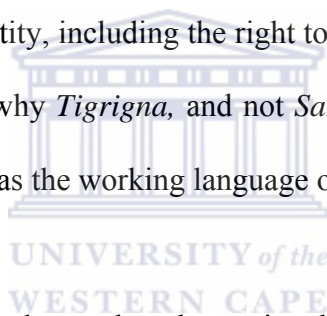 tity, including the right to
why Tigrigna, and not Sa
as the working language o
UNIVERSITY of the
WESTERN CAPE